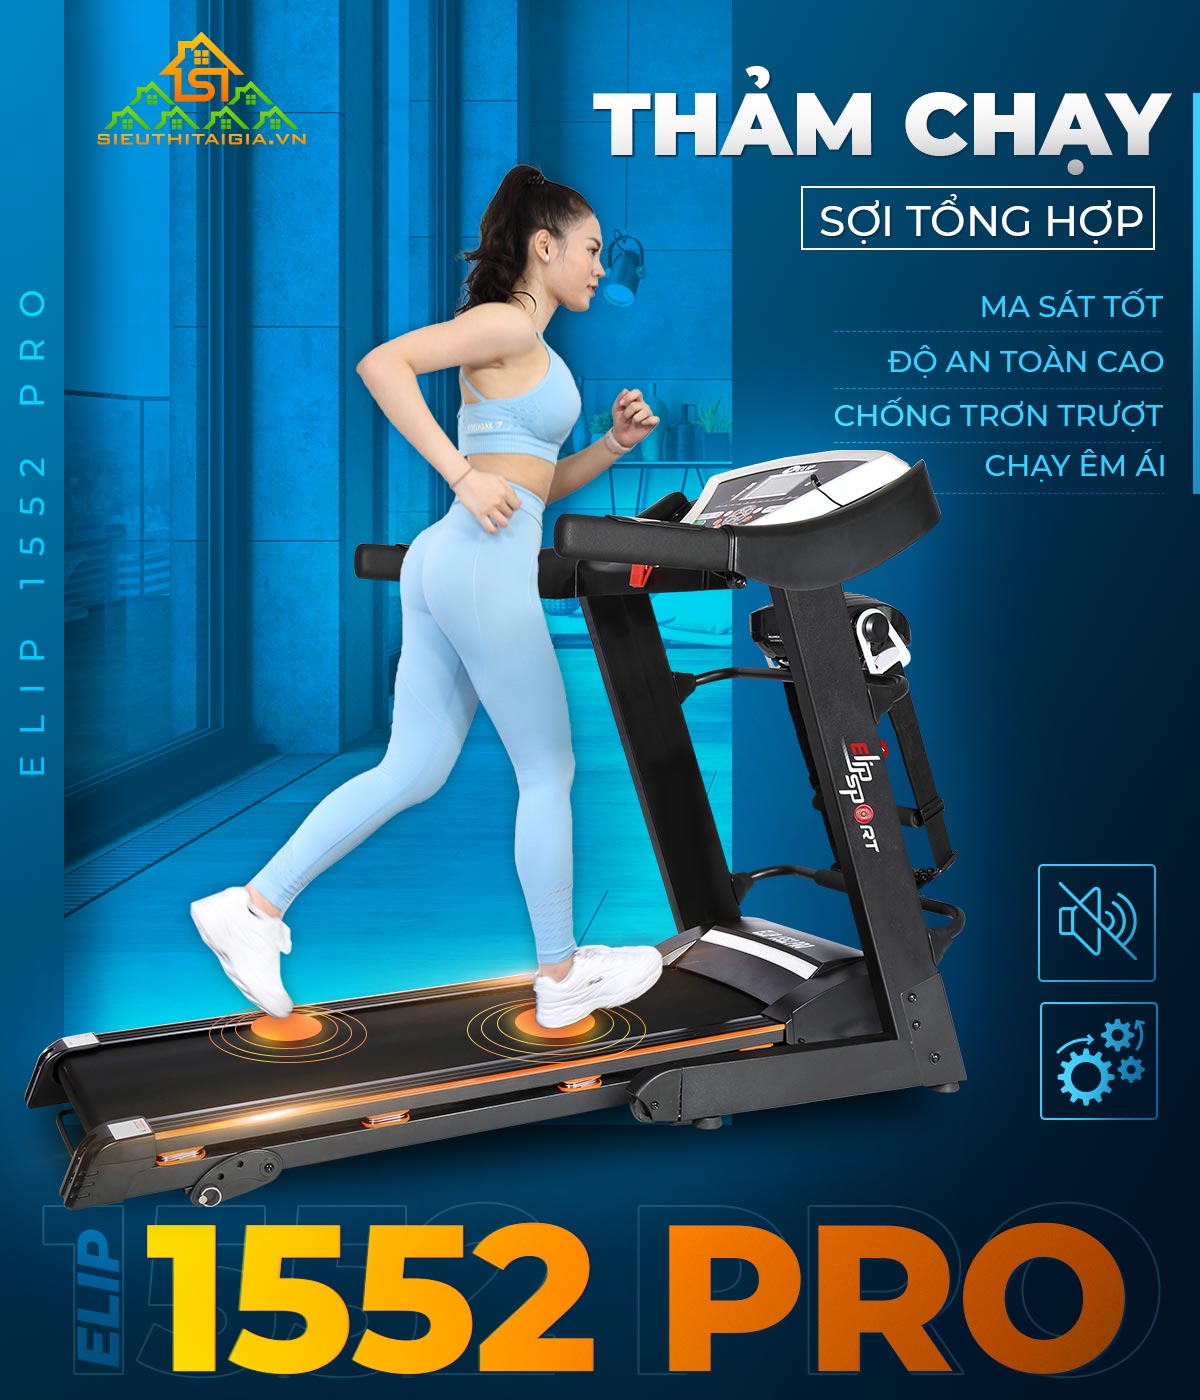 SIEUTHITAIGIA.VN
THẢM CHẠY
SỢI TỔNG HỢP
MA SÁT TỐT
ĐỘ AN TOÀN CAO
CHỐNG TRƠN TRƯỢT
CHẠY ÊM ÁI
ELIP 1552 PRO
Elip SPORT
ELIP
1552 PRO